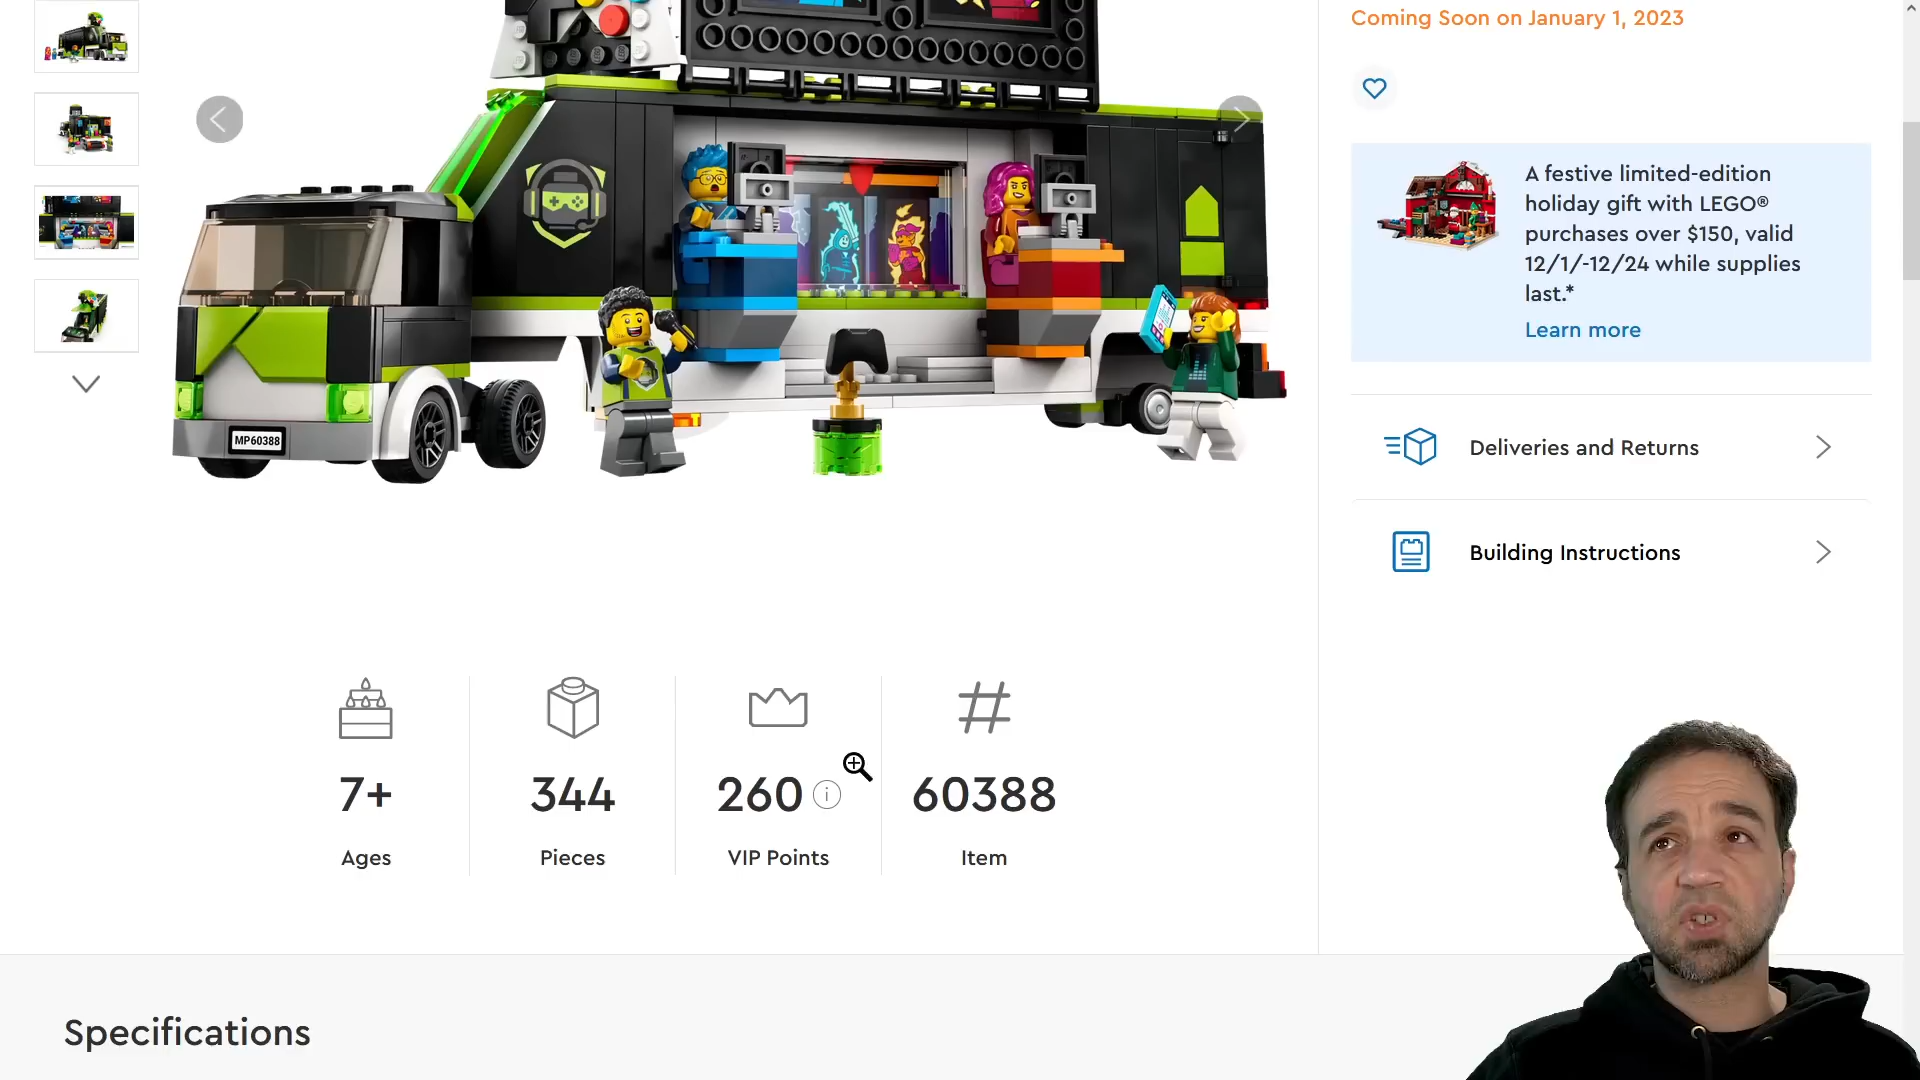 Coming Soon on January 1, 2023
A festive limited-edition
holiday gift with LEGO®
purchases over $150, valid
12/1/-12/24 while supplies
last.*
Learn more
Deliveries and Returns
Building Instructions
MP60388
7+
Ages
344
Pieces
260
VIP Points
60388
Item
Specifications